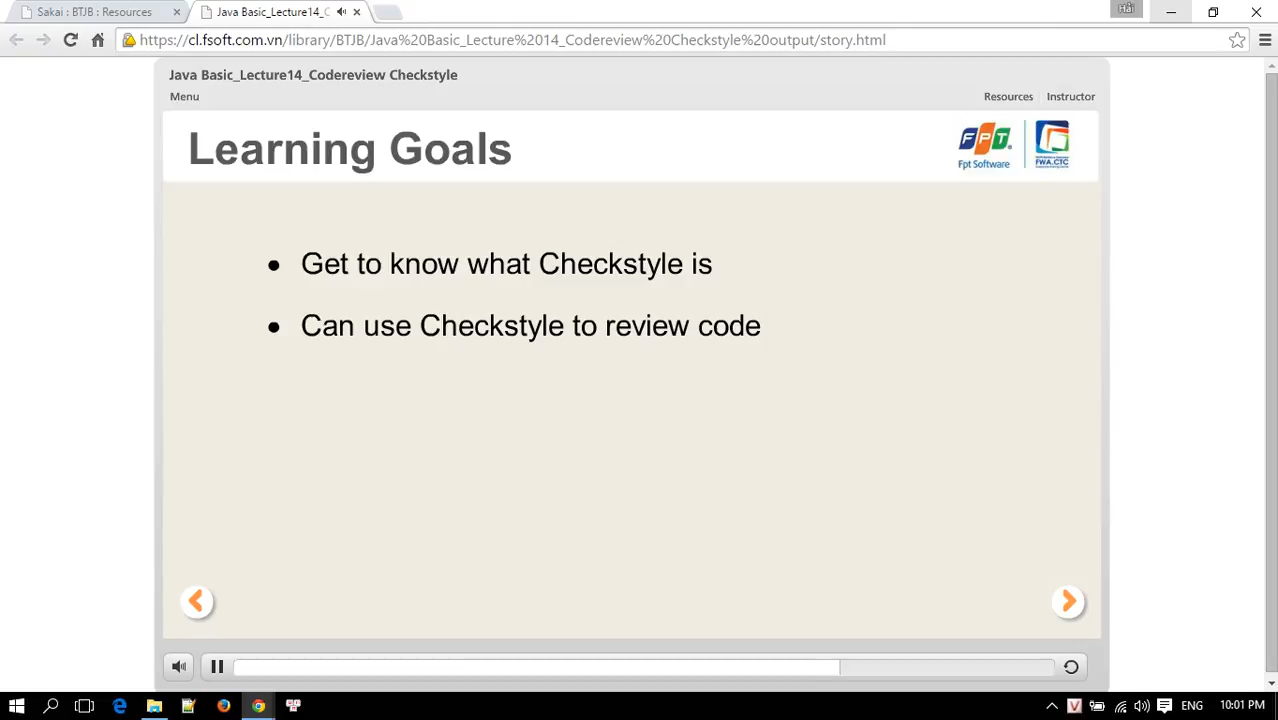 Sakai : BTJB : Resources
Java Basic_Lecture14_C
Hải
https://cl.fsoft.com.vn/library/BTJB/Java%20Basic_Lecture%2014_Codereview%20Checkstyle%20output/story.html
Java Basic_Lecture14_Codereview Checkstyle
Menu
Resources
Instructor
Learning Goals
FPT
Fpt Software
FWA.CTC
• Get to know what Checkstyle is
• Can use Checkstyle to review code
ENG
10:01 PM